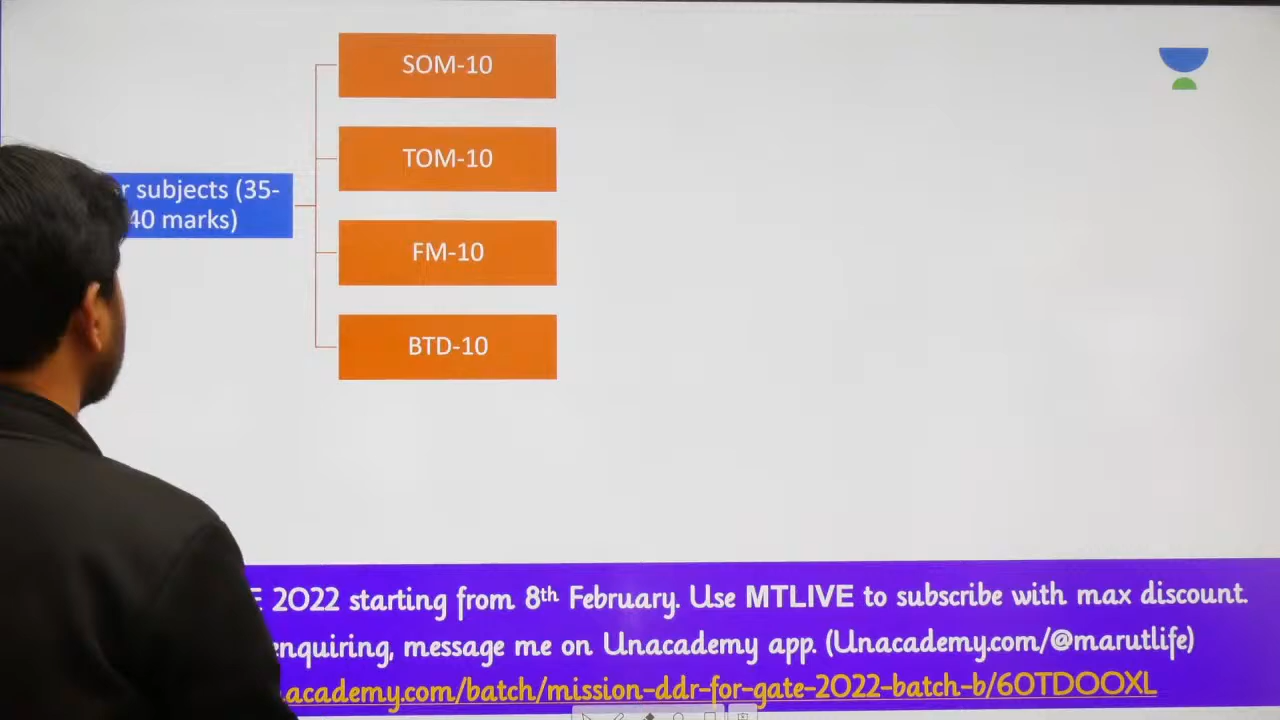 SOM-10
TOM-10
r subjects (35-
40 marks)
FM-10
BTD-10
E 2022 starting from 8th February. Use MTLIVE to subscribe with max discount.
enquiring, message me on Unacademy app. (Unacademy.com/@marutlife)
academy.com/batch/mission-ddr-for-gate-2022-batch-b/6OTDOOXL